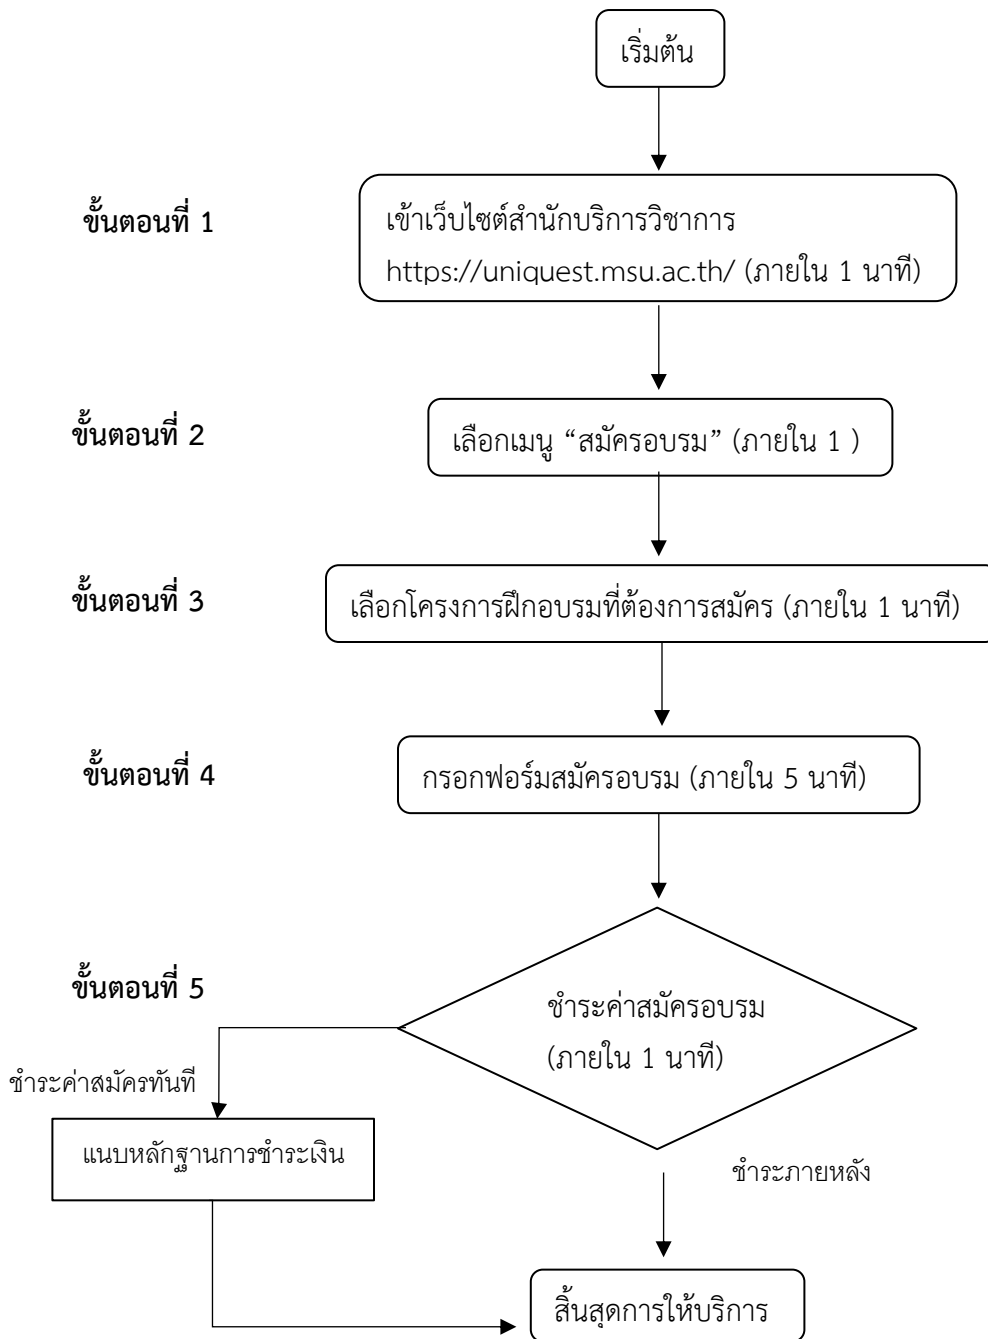 เริ่มต้น
ขั้นตอนที่ 1
เข้าเว็บไซต์สำนักบริการวิชาการ
https://uniquest.msu.ac.th/ (ภายใน 1 นาที)
ขั้นตอนที่ 2
เลือกเมนู “สมัครอบรม” (ภายใน 1 )
ขั้นตอนที่ 3
เลือกโครงการฝึกอบรมที่ต้องการสมัคร (ภายใน 1 นาที)
ขั้นตอนที่ 4
กรอกฟอร์มสมัครอบรม (ภายใน 5 นาที)
ขั้นตอนที่ 5
ชำระค่าสมัครอบรม
(ภายใน 1 นาที)
ชำระค่าสมัครทันที
แนบหลักฐานการชำระเงิน
ชำระภายหลัง
สิ้นสุดการให้บริการ